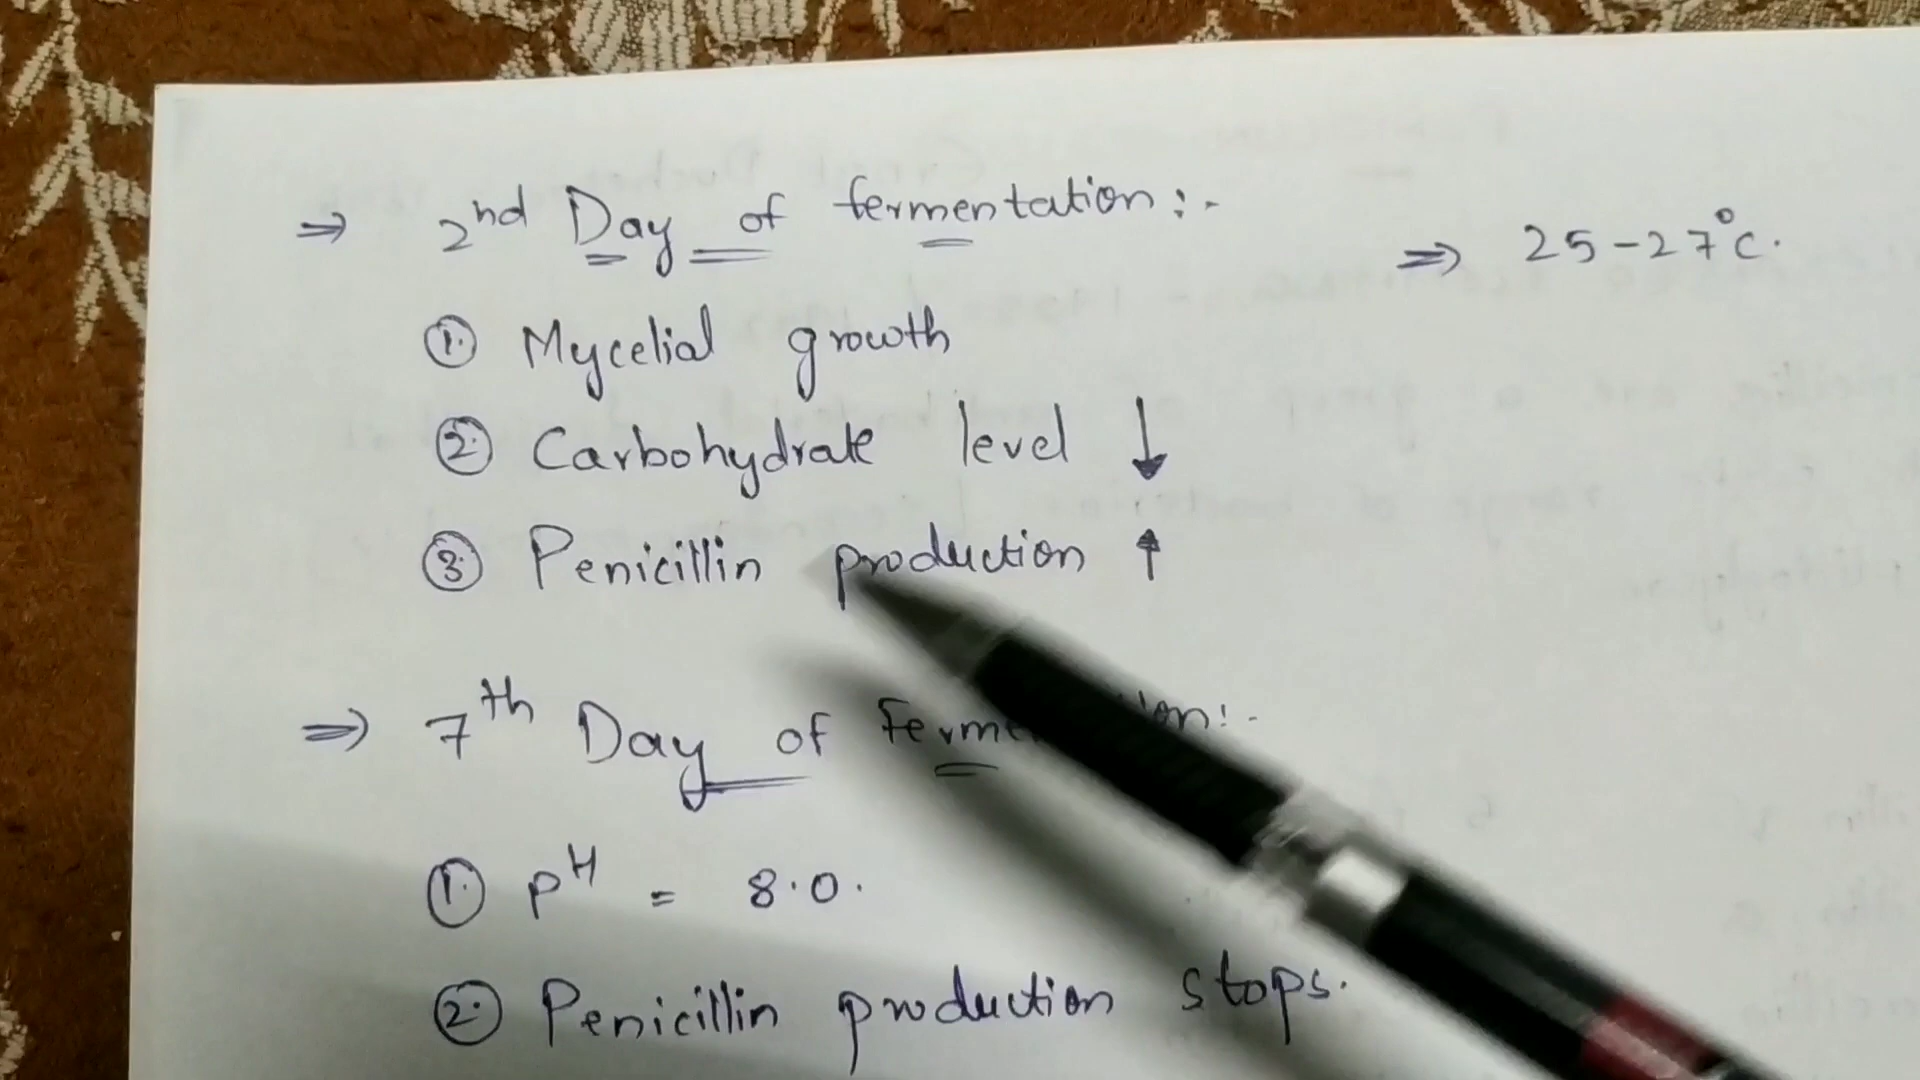 ⇒ 2nd Day of fermentation:-
⇒ 25-27°C.
① Mycelial growth
② Carbohydrate level ↓
③ Penicillin production ↑
⇒ 7th Day of
① pH = 8.0.
② Penicillin production stops.